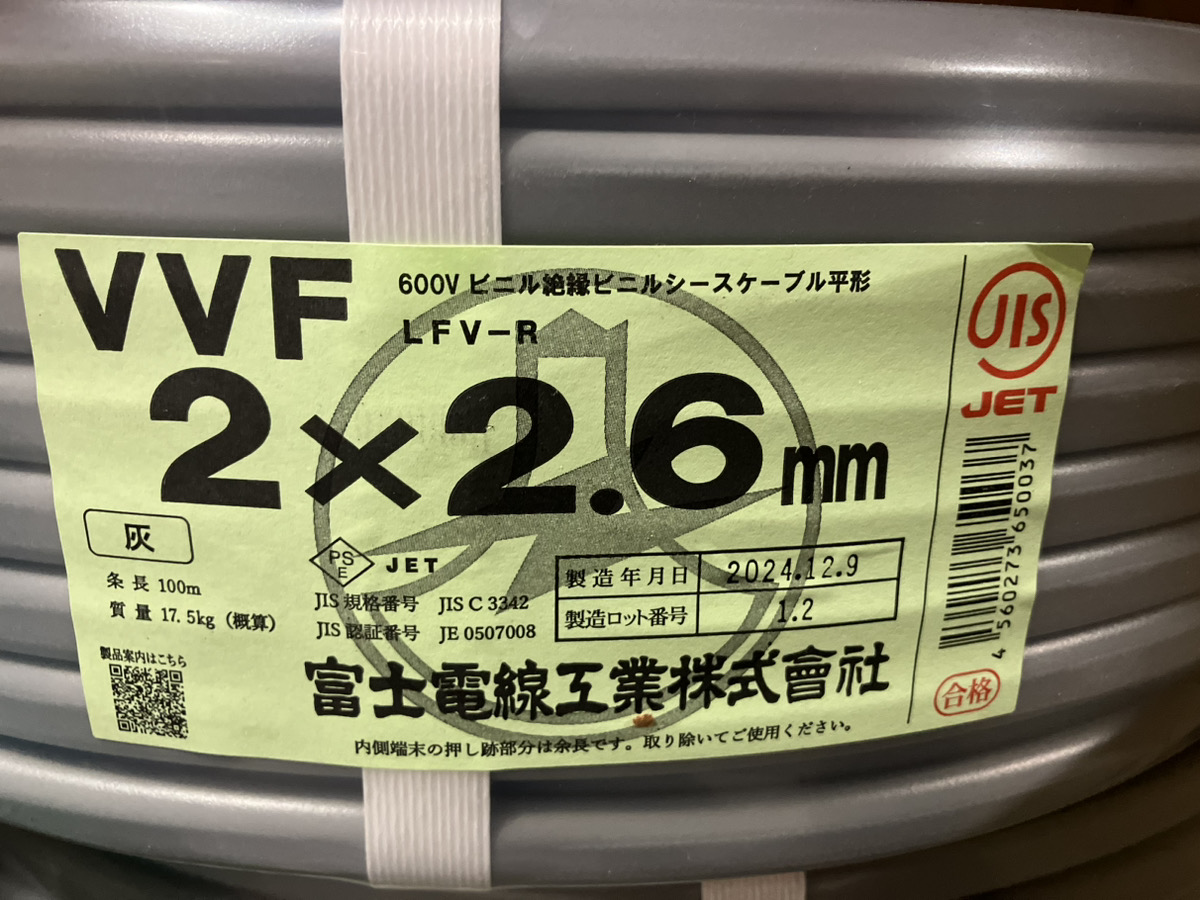 VVF
600V ビニル絶縁ビニルシースケーブル平形
LFV-R
2×2.6mm
灰
条長 100m
質量 17.5kg (概算)
製品案内はこちら
PSE JET
JIS 規格番号 JIS C 3342
JIS 認証番号 JE 0507008
製造年月日 2024.12.9
製造ロット番号 1.2
富士電線工業株式會社
内側端末の押し跡部分は余長です。取り除いてご使用ください。
JIS
JET
4 560273 650037
合格